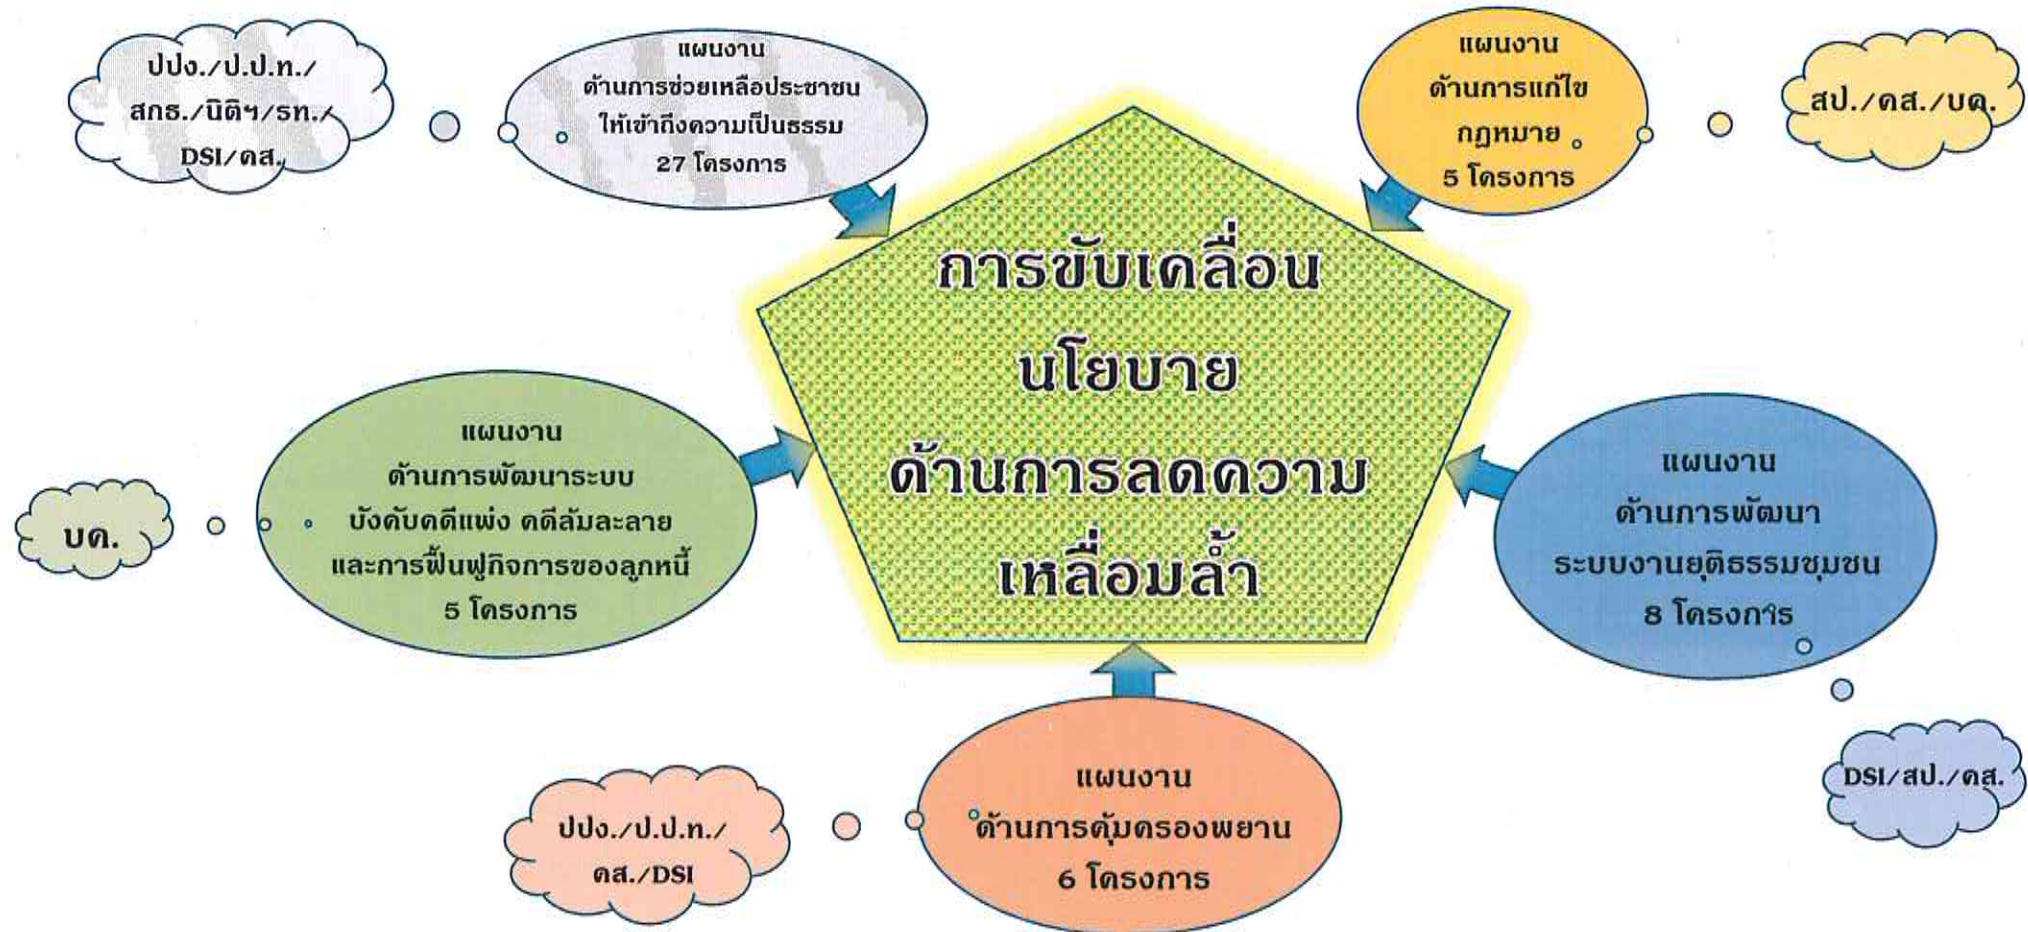 ปปง./ป.ป.ท./
สกธ./นิติฯ/รท./
DSI/คส.
แผนงาน
ด้านการช่วยเหลือประชาชน
ให้เข้าถึงความเป็นธรรม
27 โครงการ
แผนงาน
ด้านการแก้ไข
กฎหมาย
5 โครงการ
สป./คส./บค.
การขับเคลื่อน
นโยบาย
ด้านการลดความ
เหลื่อมล้ำ
บค.
แผนงาน
ด้านการพัฒนาระบบ
บังคับคดีแพ่ง คดีล้มละลาย
และการฟื้นฟูกิจการของลูกหนี้
5 โครงการ
แผนงาน
ด้านการพัฒนา
ระบบงานยุติธรรมชุมชน
8 โครงการ
DSI/สป./คส.
แผนงาน
ด้านการคุ้มครองพยาน
6 โครงการ
ปปง./ป.ป.ท./
คส./DSI